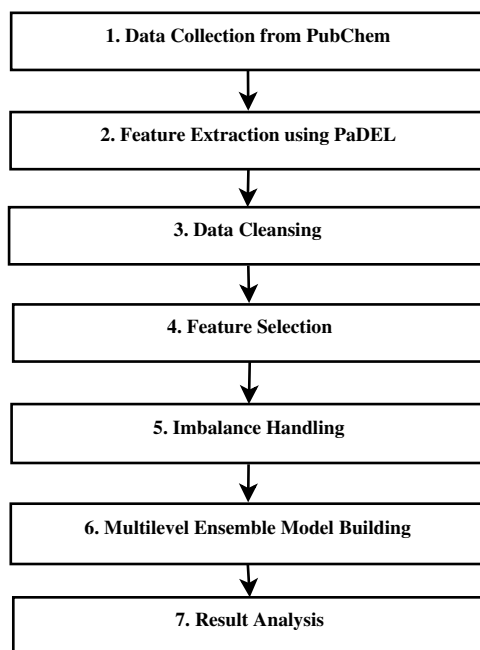 1. Data Collection from PubChem
2. Feature Extraction using PaDEL
3. Data Cleansing
4. Feature Selection
5. Imbalance Handling
6. Multilevel Ensemble Model Building
7. Result Analysis